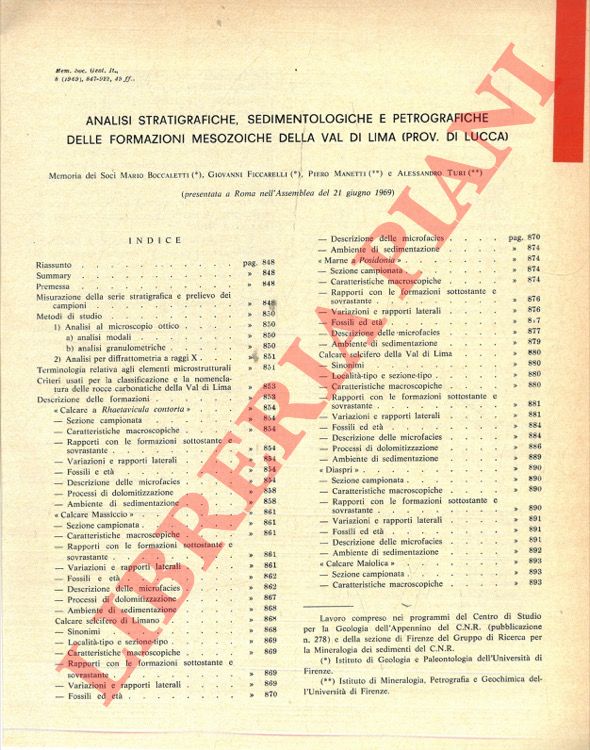 Mem. Soc. Geol. It.,
8 (1969), 847-922, 45 ff..
ANALISI STRATIGRAFICHE, SEDIMENTOLOGICHE E PETROGRAFICHE
DELLE FORMAZIONI MESOZOICHE DELLA VAL DI LIMA (PROV. DI LUCCA)
Memoria dei Soci MARIO BOCCALETTI (*), GIOVANNI FICCARELLI (*), PIERO MANETTI (**) e ALESSANDRO TURI (**)
(presentata a Roma nell'Assemblea del 21 giugno 1969)
INDICE
Riassunto . . . pag. 848
Summary . . . » 848
Premessa . . . » 848
Misurazione della serie stratigrafica e prelievo dei
campioni . . . » 848
Metodi di studio . . . » 850
1) Analisi al microscopio ottico . . . » 850
a) analisi modali . . . » 850
b) analisi granulometriche . . . » 850
2) Analisi per diffrattometria a raggi X . . . » 851
Terminologia relativa agli elementi microstrutturali » 851
Criteri usati per la classificazione e la nomencla-
tura delle rocce carbonatiche della Val di Lima » 853
Descrizione delle formazioni . . . » 853
« Calcare a Rhaetavicula contorta » . . . » 854
— Sezione campionata . . . » 854
— Caratteristiche macroscopiche . . . » 854
— Rapporti con le formazioni sottostante e
sovrastante . . . » 854
— Variazioni e rapporti laterali . . . » 854
— Fossili e età . . . » 854
— Descrizione delle microfacies . . . » 854
— Processi di dolomitizzazione . . . » 858
— Ambiente di sedimentazione . . . » 858
« Calcare Massiccio » . . . » 861
— Sezione campionata . . . » 861
— Caratteristiche macroscopiche . . . » 861
— Rapporti con le formazioni sottostante e
sovrastante . . . » 861
— Variazioni e rapporti laterali . . . » 861
— Fossili e età . . . » 862
— Descrizione delle microfacies . . . » 862
— Processi di dolomitizzazione . . . » 867
— Ambiente di sedimentazione . . . » 868
Calcare selcifero di Limano . . . » 868
— Sinonimi . . . » 868
— Località-tipo e sezione-tipo . . . » 869
— Caratteristiche macroscopiche . . . » 869
— Rapporti con le formazioni sottostante e
sovrastante . . . » 869
— Variazioni e rapporti laterali . . . » 869
— Fossili ed età . . . » 870
— Descrizione delle microfacies . . . pag. 870
— Ambiente di sedimentazione . . . » 874
« Marne a Posidonia » . . . » 874
— Sezione campionata . . . » 874
— Caratteristiche macroscopiche . . . » 874
— Rapporti con le formazioni sottostante e
sovrastante . . . » 876
— Variazioni e rapporti laterali . . . » 876
— Fossili ed età . . . » 877
— Descrizione delle microfacies . . . » 877
— Ambiente di sedimentazione . . . » 879
Calcare selcifero della Val di Lima . . . » 880
— Sinonimi . . . » 880
— Località-tipo e sezione-tipo . . . » 880
— Caratteristiche macroscopiche . . . » 880
— Rapporti con le formazioni sottostante e
sovrastante . . . » 881
— Variazioni e rapporti laterali . . . » 881
— Fossili ed età . . . » 884
— Descrizione delle microfacies . . . » 884
— Processi di dolomitizzazione . . . » 886
— Ambiente di sedimentazione . . . » 889
« Diaspri » . . . » 890
— Sezione campionata . . . » 890
— Caratteristiche macroscopiche . . . » 890
— Rapporti con le formazioni sottostante e
sovrastante . . . » 890
— Variazioni e rapporti laterali . . . » 891
— Fossili ed età . . . » 891
— Descrizione delle microfacies . . . » 891
— Ambiente di sedimentazione . . . » 892
« Calcare Maiolica » . . . » 893
— Sezione campionata . . . » 893
— Caratteristiche macroscopiche . . . » 893
Lavoro compreso nei programmi del Centro di Studio
per la Geologia dell'Appennino del C.N.R. (pubblicazione
n. 278) e della sezione di Firenze del Gruppo di Ricerca per
la Mineralogia dei sedimenti del C.N.R.
(*) Istituto di Geologia e Paleontologia dell'Università di
Firenze.
(**) Istituto di Mineralogia, Petrografia e Geochimica del-
l'Università di Firenze.
LIBRERIA PIANI